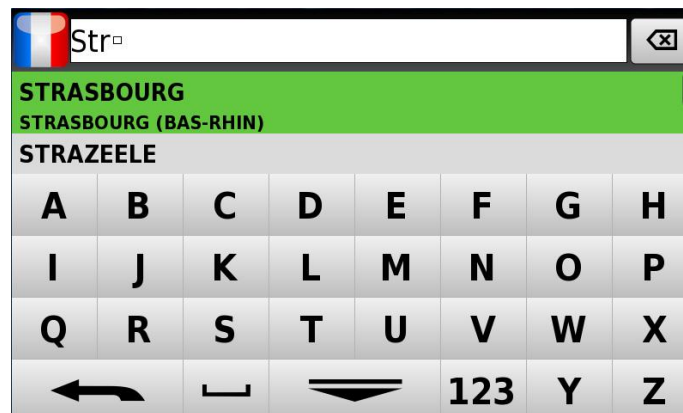 Str
STRASBOURG
STRASBOURG (BAS-RHIN)
STRAZEELE
A B C D E F G H
I J K L M N O P
Q R S T U V W X
123 Y Z